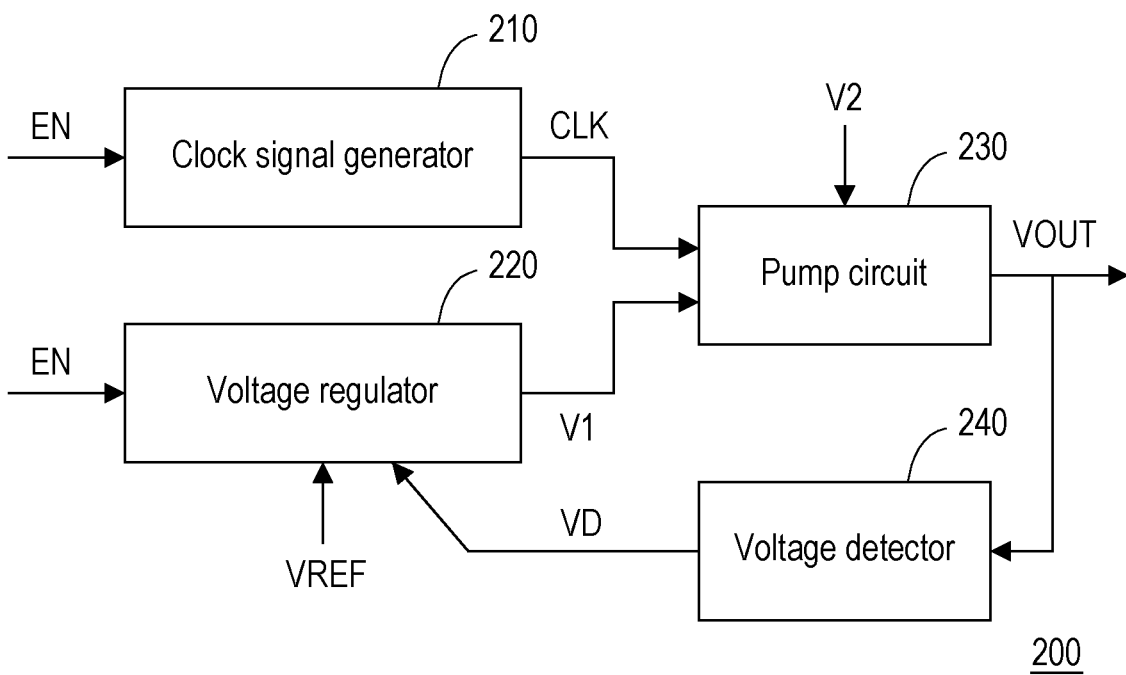 210
EN
Clock signal generator
CLK
V2
230
Pump circuit
VOUT
220
EN
Voltage regulator
V1
240
VREF
VD
Voltage detector
200